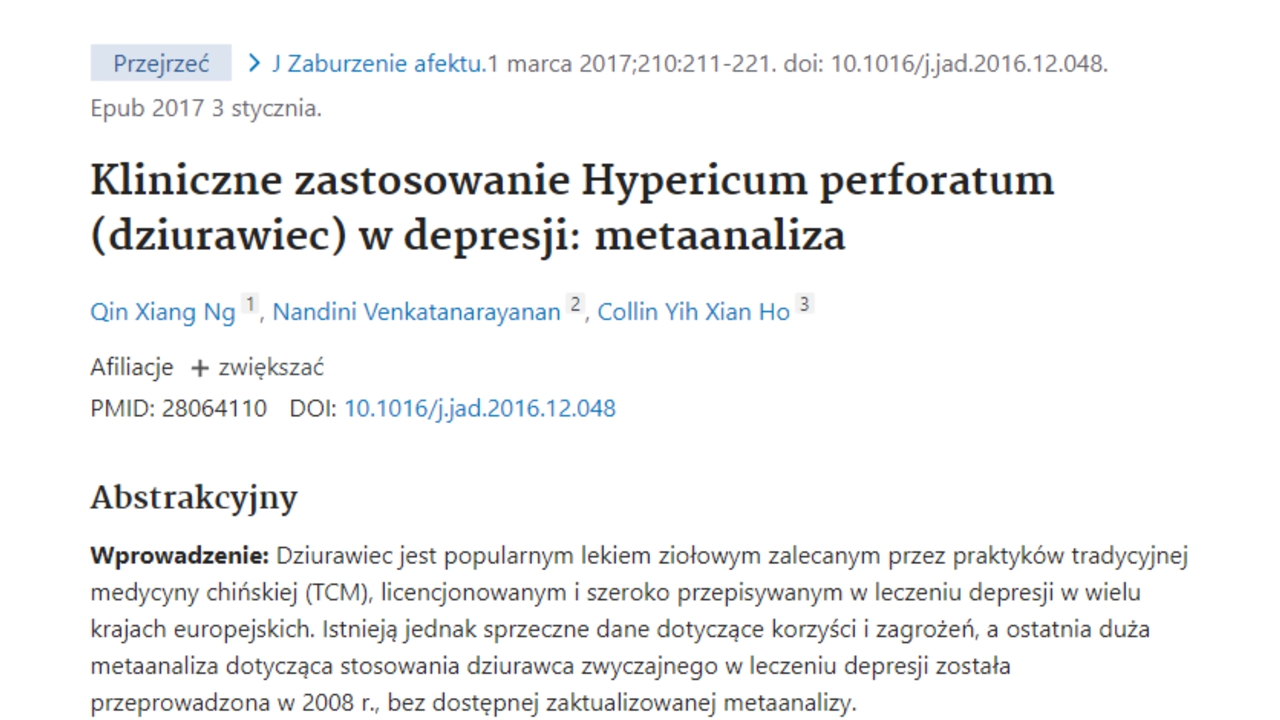 Przejrzeć > J Zaburzenie afektu.1 marca 2017;210:211-221. doi: 10.1016/j.jad.2016.12.048.
Epub 2017 3 stycznia.
Kliniczne zastosowanie Hypericum perforatum
(dziurawiec) w depresji: metaanaliza
Qin Xiang Ng 1, Nandini Venkatanarayanan 2, Collin Yih Xian Ho 3
Afiliacje + zwiększać
PMID: 28064110 DOI: 10.1016/j.jad.2016.12.048
Abstrakcyjny
Wprowadzenie: Dziurawiec jest popularnym lekiem ziołowym zalecanym przez praktyków tradycyjnej
medycyny chińskiej (TCM), licencjonowanym i szeroko przepisywanym w leczeniu depresji w wielu
krajach europejskich. Istnieją jednak sprzeczne dane dotyczące korzyści i zagrożeń, a ostatnia duża
metaanaliza dotycząca stosowania dziurawca zwyczajnego w leczeniu depresji została
przeprowadzona w 2008 r., bez dostępnej zaktualizowanej metaanalizy.